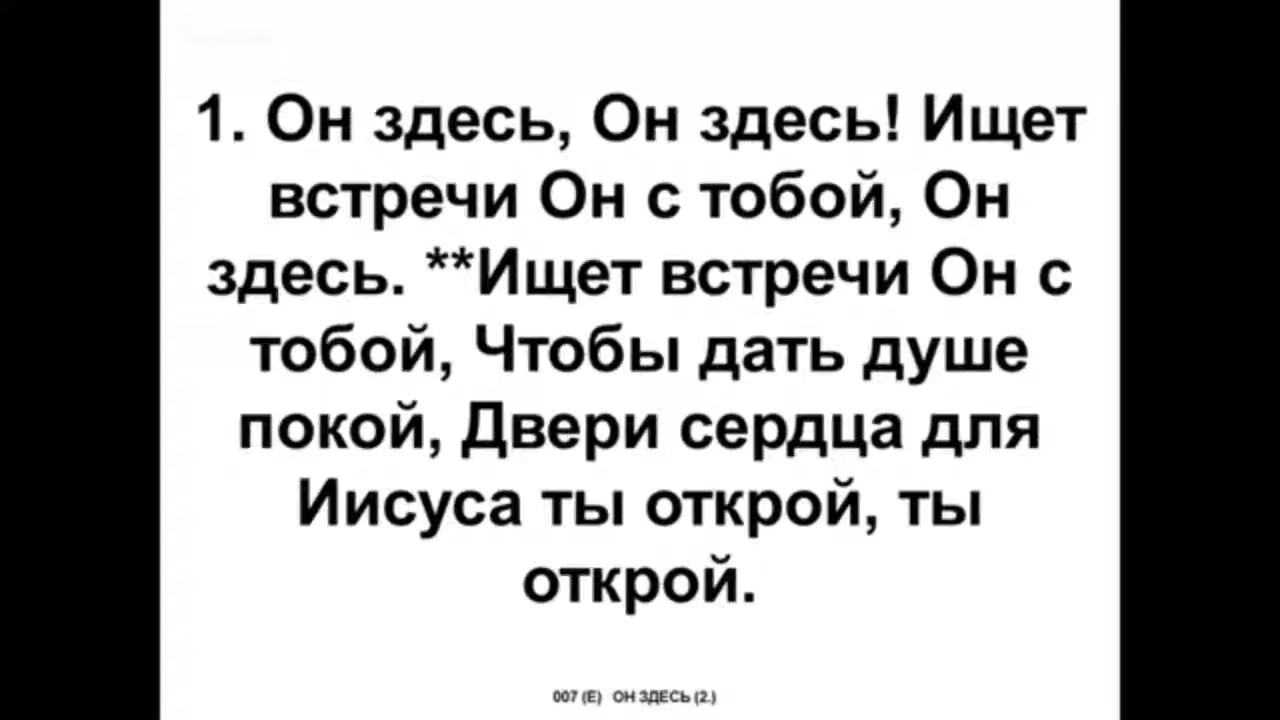 1. Он здесь, Он здесь! Ищет
встречи Он с тобой, Он
здесь. **Ищет встречи Он с
тобой, Чтобы дать душе
покой, Двери сердца для
Иисуса ты открой, ты
открой.
007 (E) ОН ЗДЕСЬ (2.)